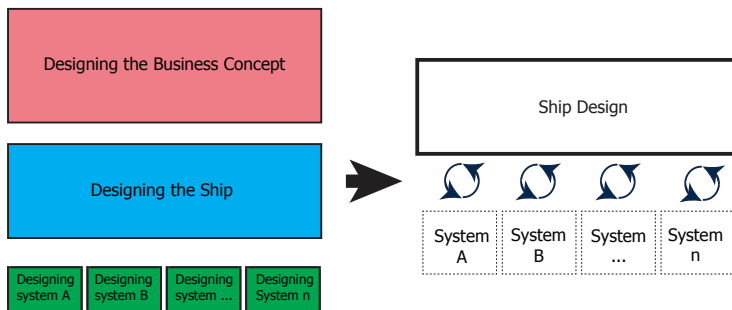 Designing the Business Concept
Designing the Ship
Designing
system A
Designing
system B
Designing
system ...
Designing
System n
Ship Design
System
A
System
B
System
...
System
n